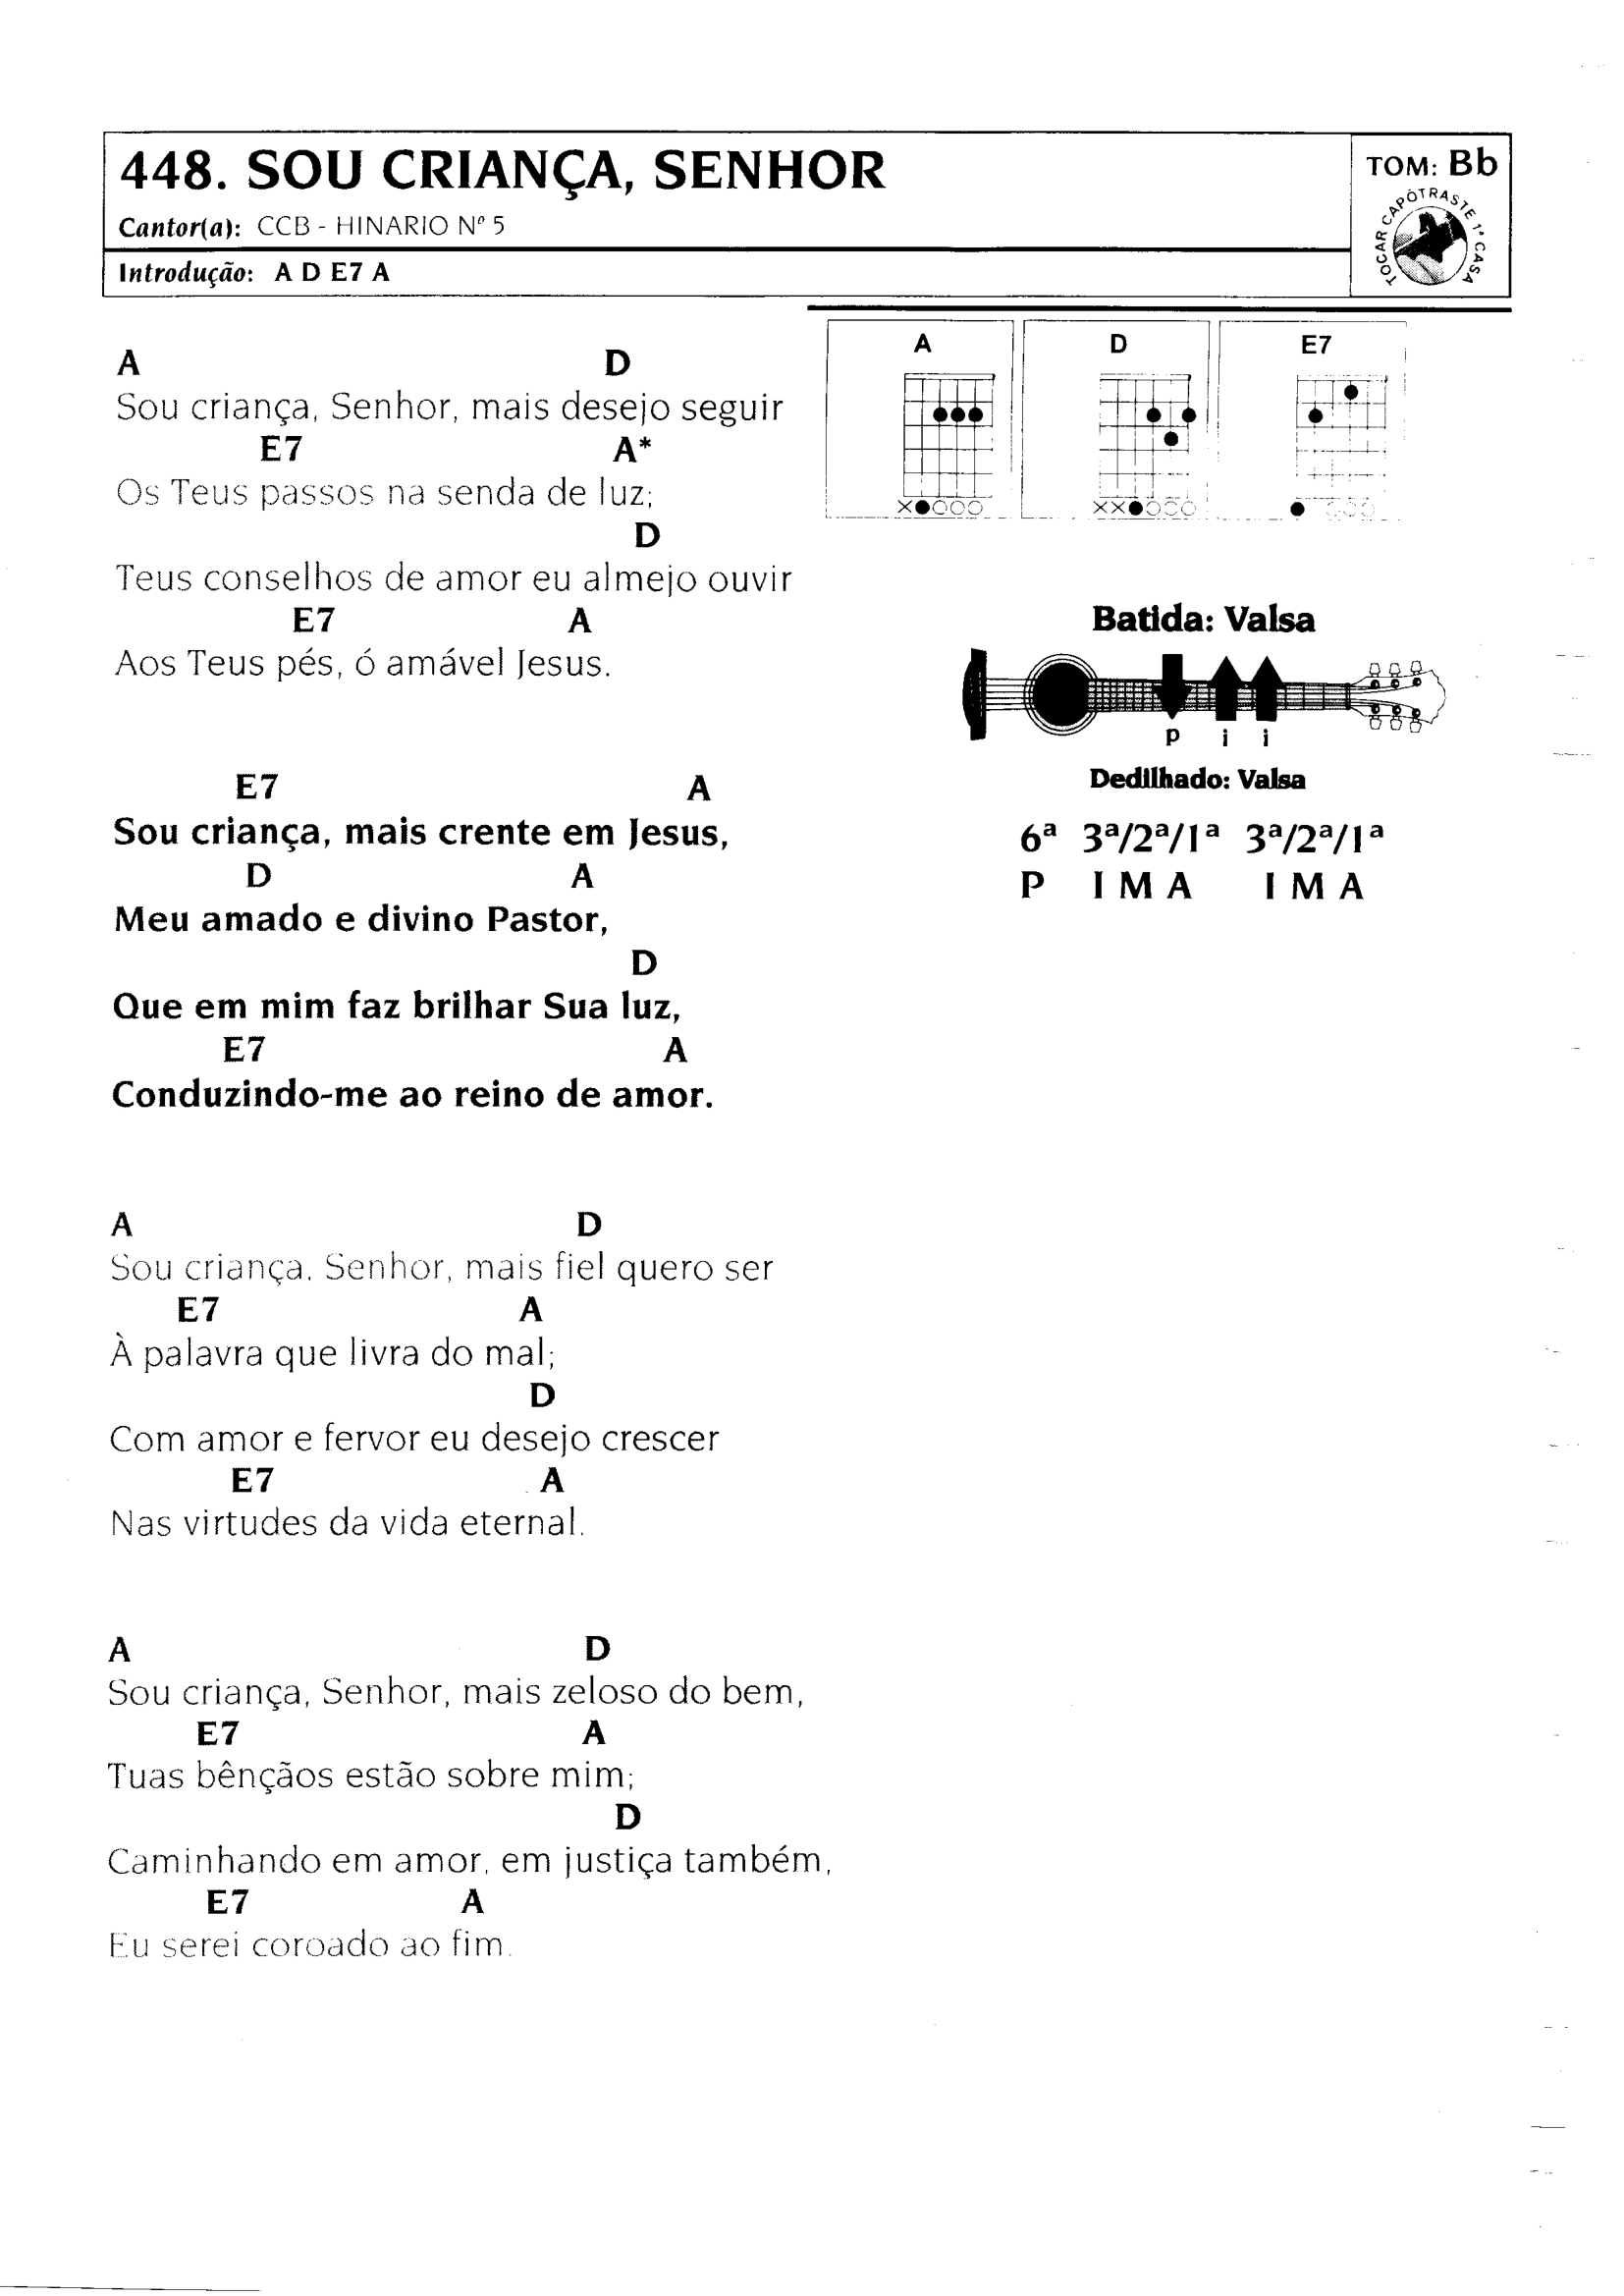 448. SOU CRIANÇA, SENHOR
Cantor(a): CCB - HINARIO Nº 5
Introdução: A D E7 A
TOM: Bb
TOCAR CAPÓTRASTE 1ª CASA
A D
Sou criança, Senhor, mais desejo seguir
E7 A*
Os Teus passos na senda de luz;
D
Teus conselhos de amor eu almejo ouvir
E7 A
Aos Teus pés, ó amável Jesus.
E7 A
Sou criança, mais crente em Jesus,
D A
Meu amado e divino Pastor,
D
Que em mim faz brilhar Sua luz,
E7 A
Conduzindo-me ao reino de amor.
A D
Sou criança, Senhor, mais fiel quero ser
E7 A
À palavra que livra do mal;
D
Com amor e fervor eu desejo crescer
E7 A
Nas virtudes da vida eternal.
A D
Sou criança, Senhor, mais zeloso do bem,
E7 A
Tuas bênçãos estão sobre mim;
D
Caminhando em amor, em justiça também,
E7 A
Eu serei coroado ao fim.
A D E7
Batida: Valsa
p i i
Dedilhado: Valsa
6ª 3ª/2ª/1ª 3ª/2ª/1ª
P I M A I M A